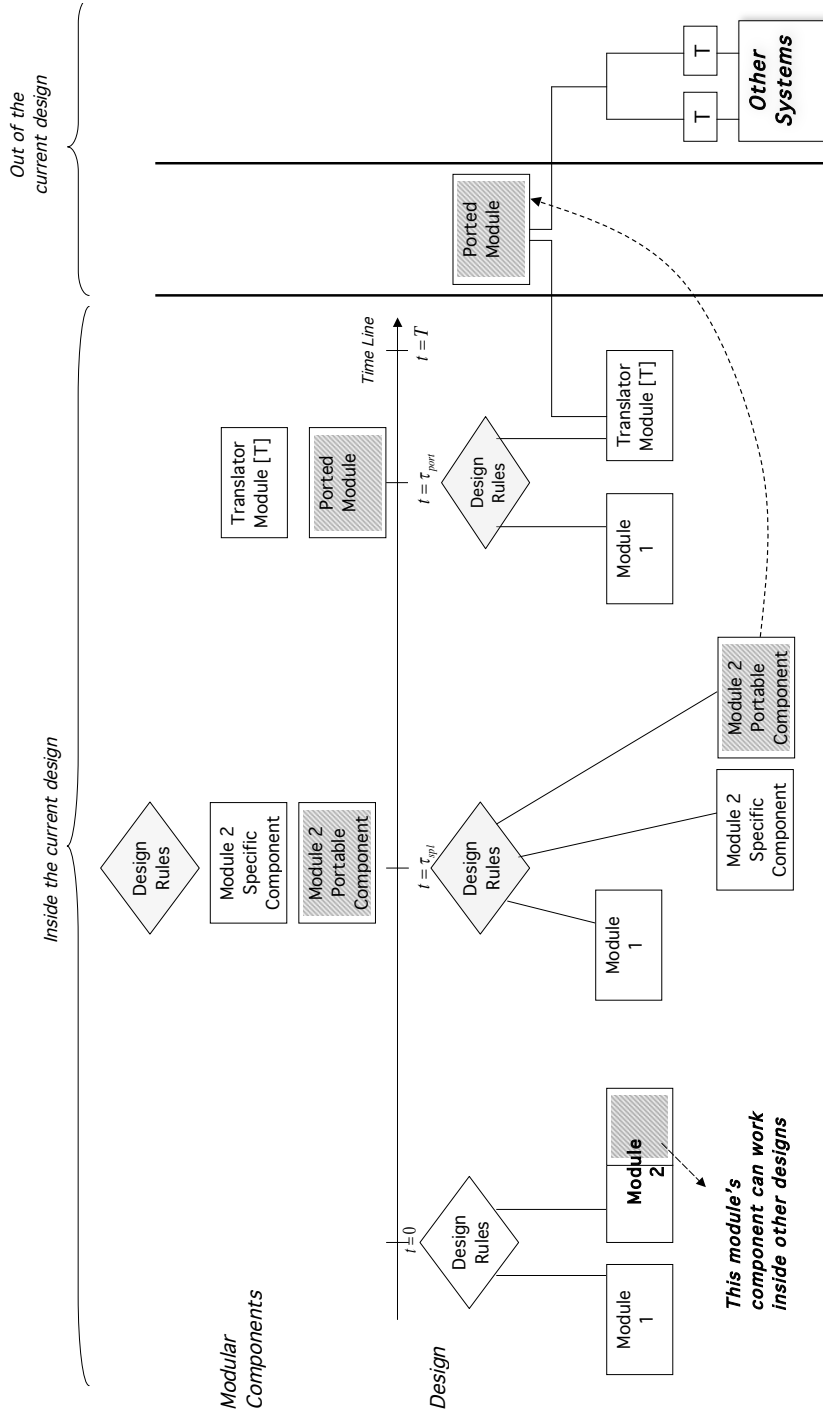 Inside the current design
Out of the
current design
Modular
Components
Design
Rules
Module 2
Specific
Component
Module 2
Portable
Component
Translator
Module [T]
Ported
Module
Time Line
t = 0
t = τspl
t = τport
t = T
Design
Design
Rules
Module
1
Module
2
This module's
component can work
inside other designs
Design
Rules
Module
1
Module 2
Specific
Component
Module 2
Portable
Component
Design
Rules
Module
1
Translator
Module [T]
Ported
Module
T
T
Other
Systems